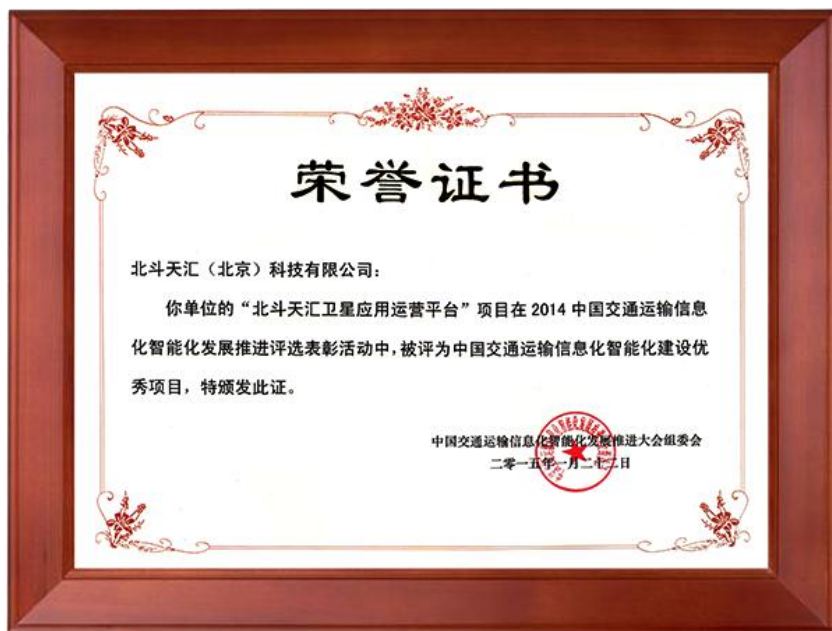 荣誉证书
北斗天汇（北京）科技有限公司：
你单位的“北斗天汇卫星应用运营平台”项目在2014中国交通运输信息
化智能化发展推进评选表彰活动中，被评为中国交通运输信息化智能化建设优
秀项目，特颁发此证。
中国交通运输信息化智能化发展推进大会组委会
二零一五年一月二十二日